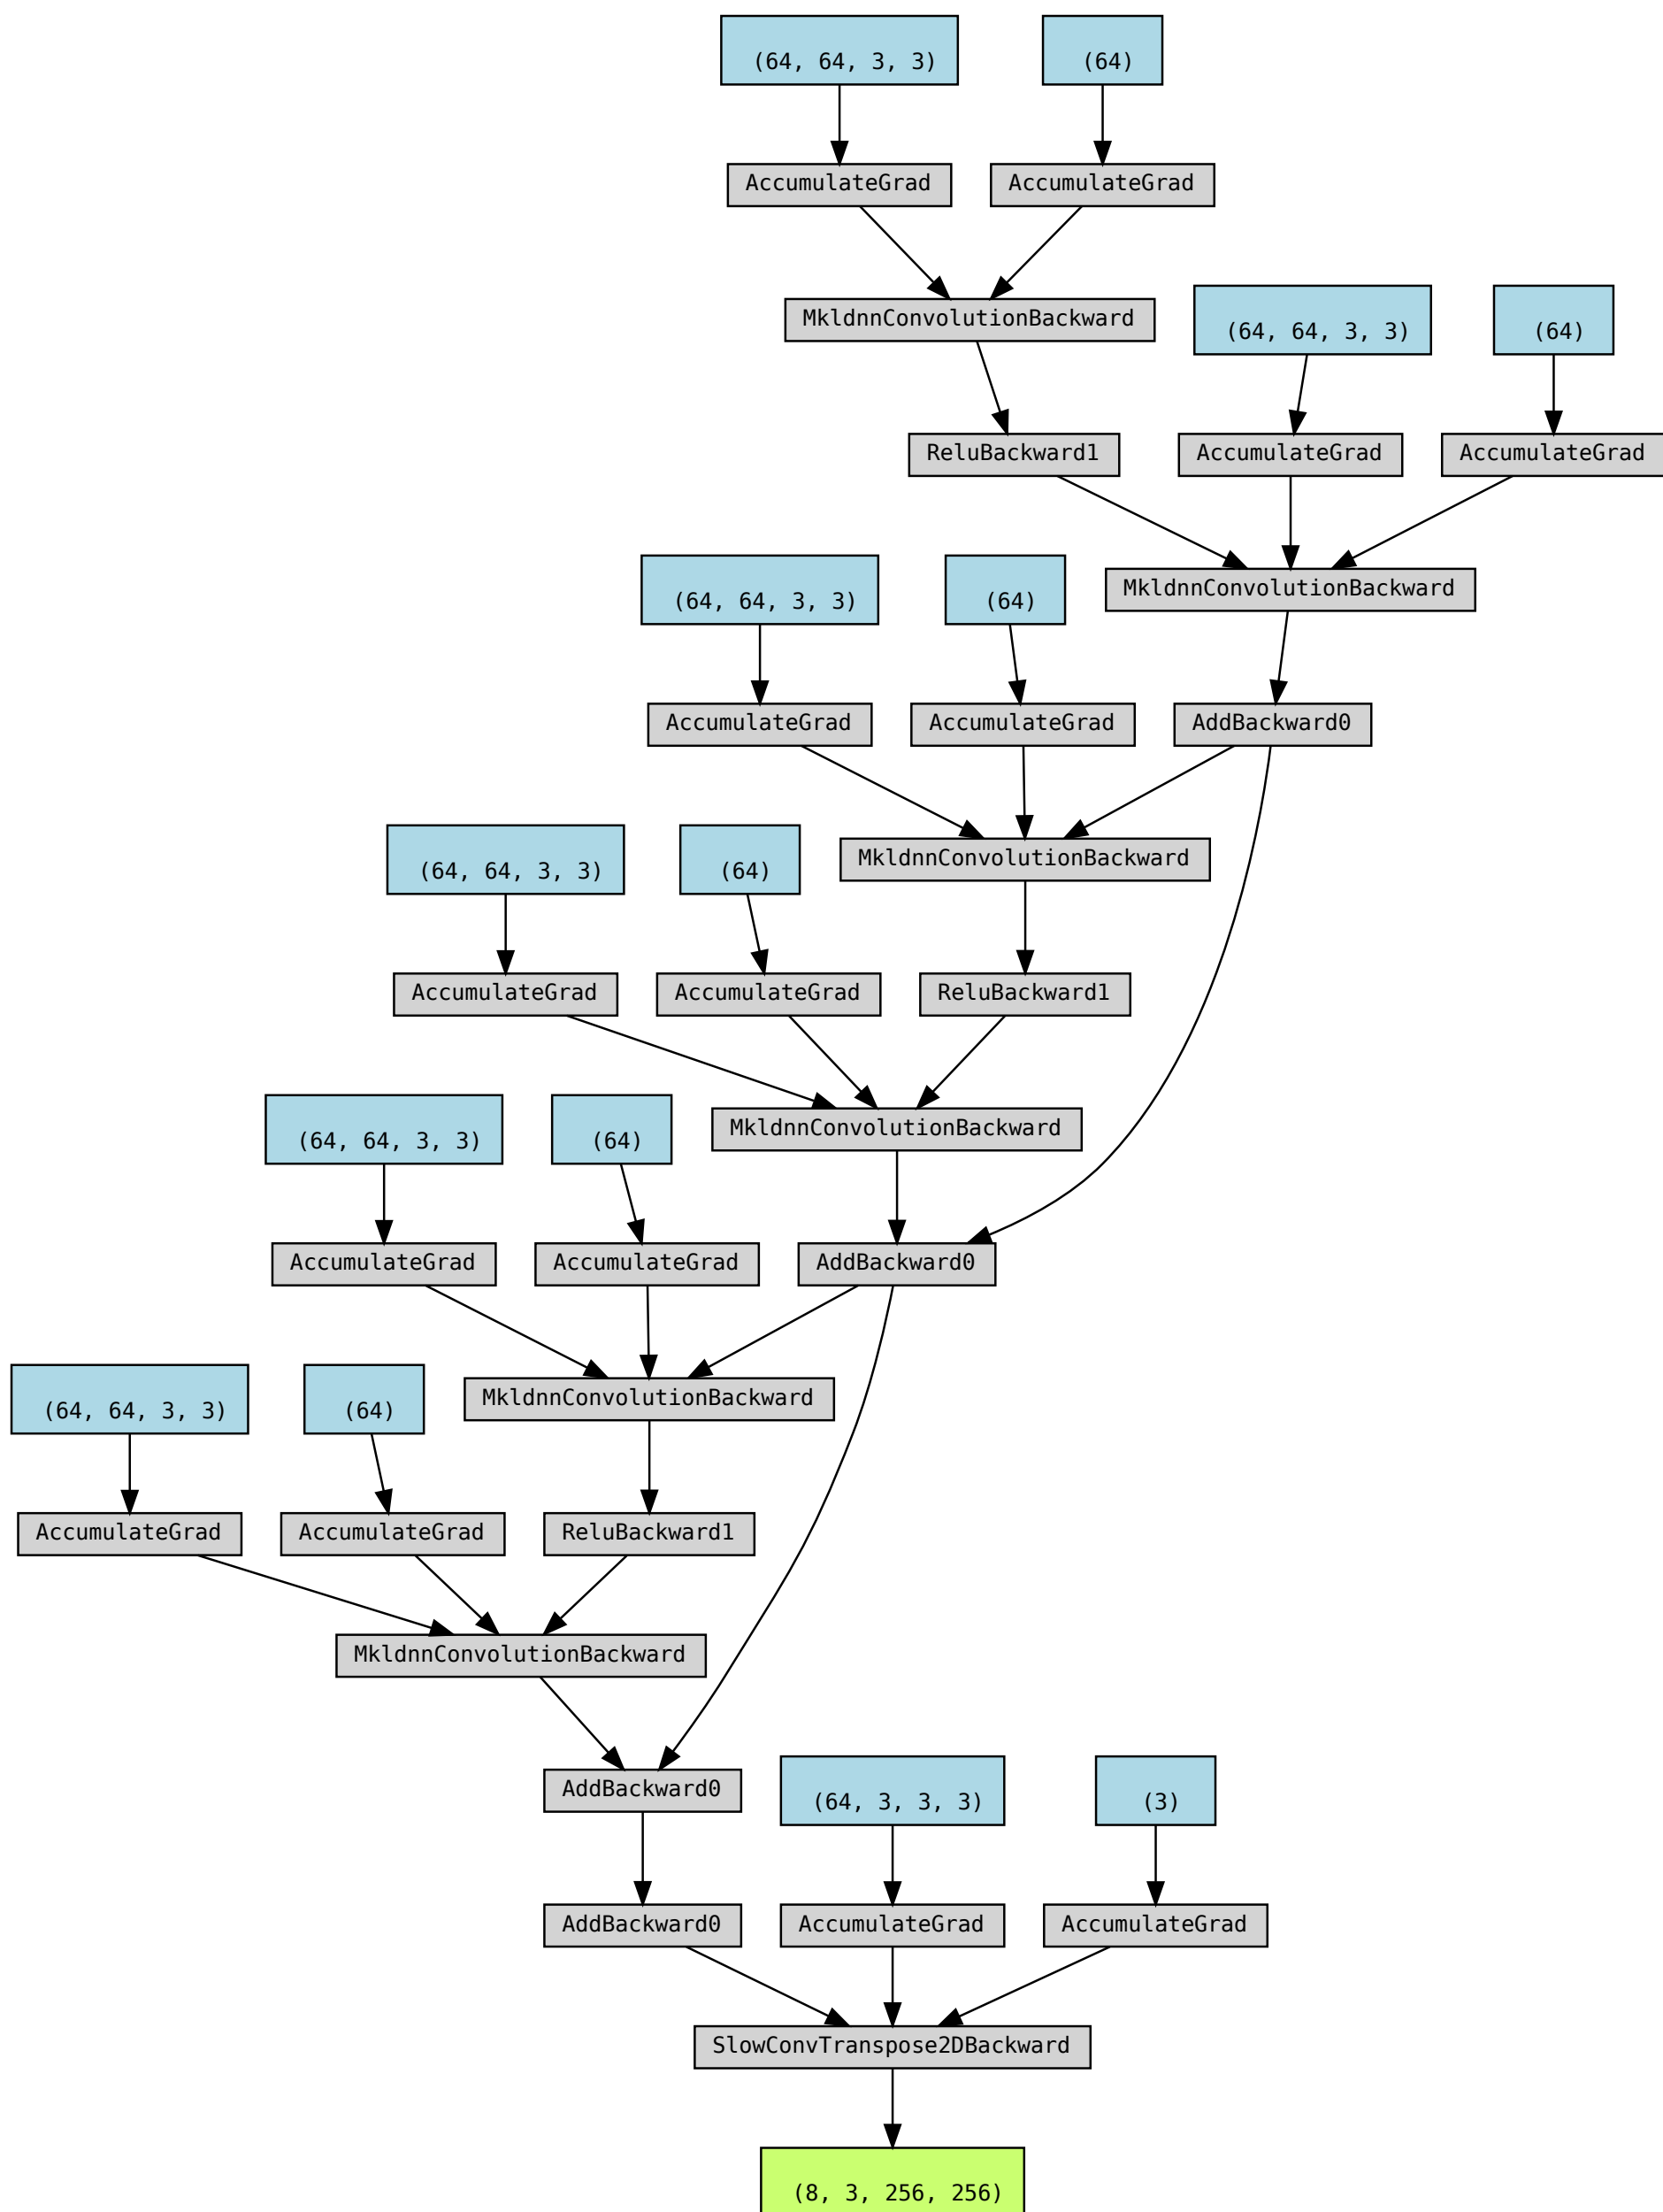 (64, 64, 3, 3)
(64)
AccumulateGrad
AccumulateGrad
MkldnnConvolutionBackward
(64, 64, 3, 3)
(64)
ReluBackward1
AccumulateGrad
AccumulateGrad
(64, 64, 3, 3)
(64)
MkldnnConvolutionBackward
AccumulateGrad
AccumulateGrad
AddBackward0
(64, 64, 3, 3)
(64)
MkldnnConvolutionBackward
AccumulateGrad
AccumulateGrad
ReluBackward1
(64, 64, 3, 3)
(64)
MkldnnConvolutionBackward
AccumulateGrad
AccumulateGrad
AddBackward0
(64, 64, 3, 3)
(64)
MkldnnConvolutionBackward
AccumulateGrad
AccumulateGrad
ReluBackward1
MkldnnConvolutionBackward
AddBackward0
(64, 3, 3, 3)
(3)
AddBackward0
AccumulateGrad
AccumulateGrad
SlowConvTranspose2DBackward
(8, 3, 256, 256)